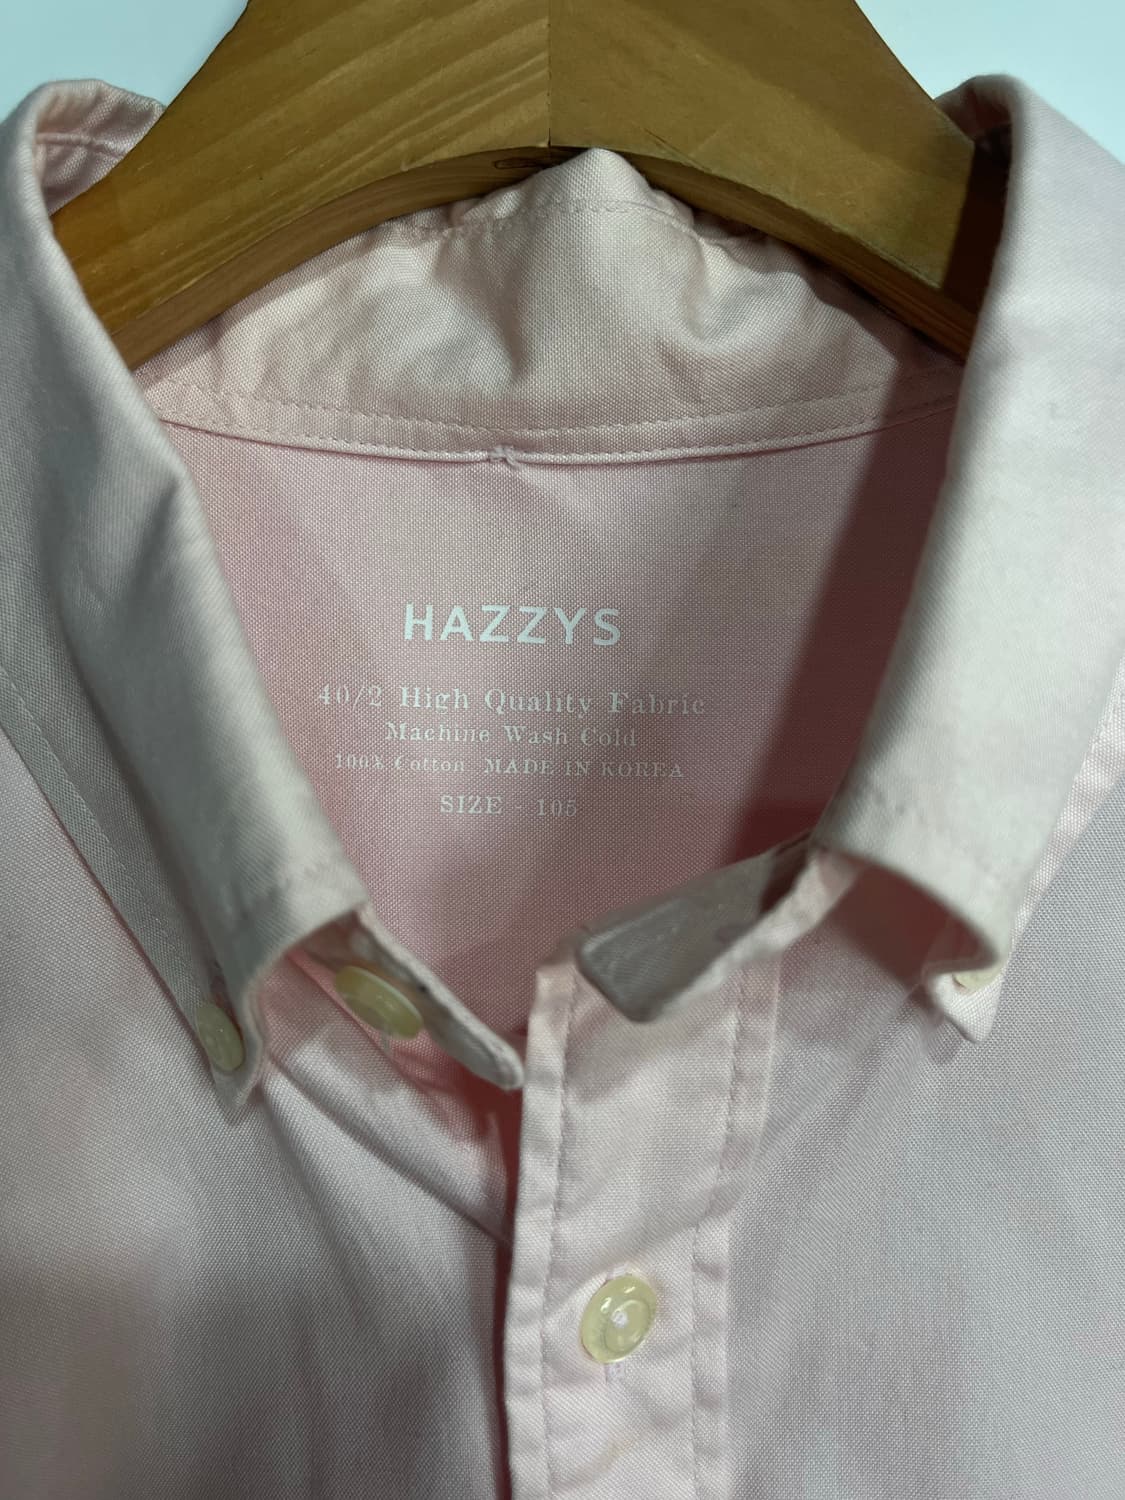 HAZZYS
40/2 High Quality Fabric
Machine Wash Cold
100% Cotton MADE IN KOREA
SIZE - 105